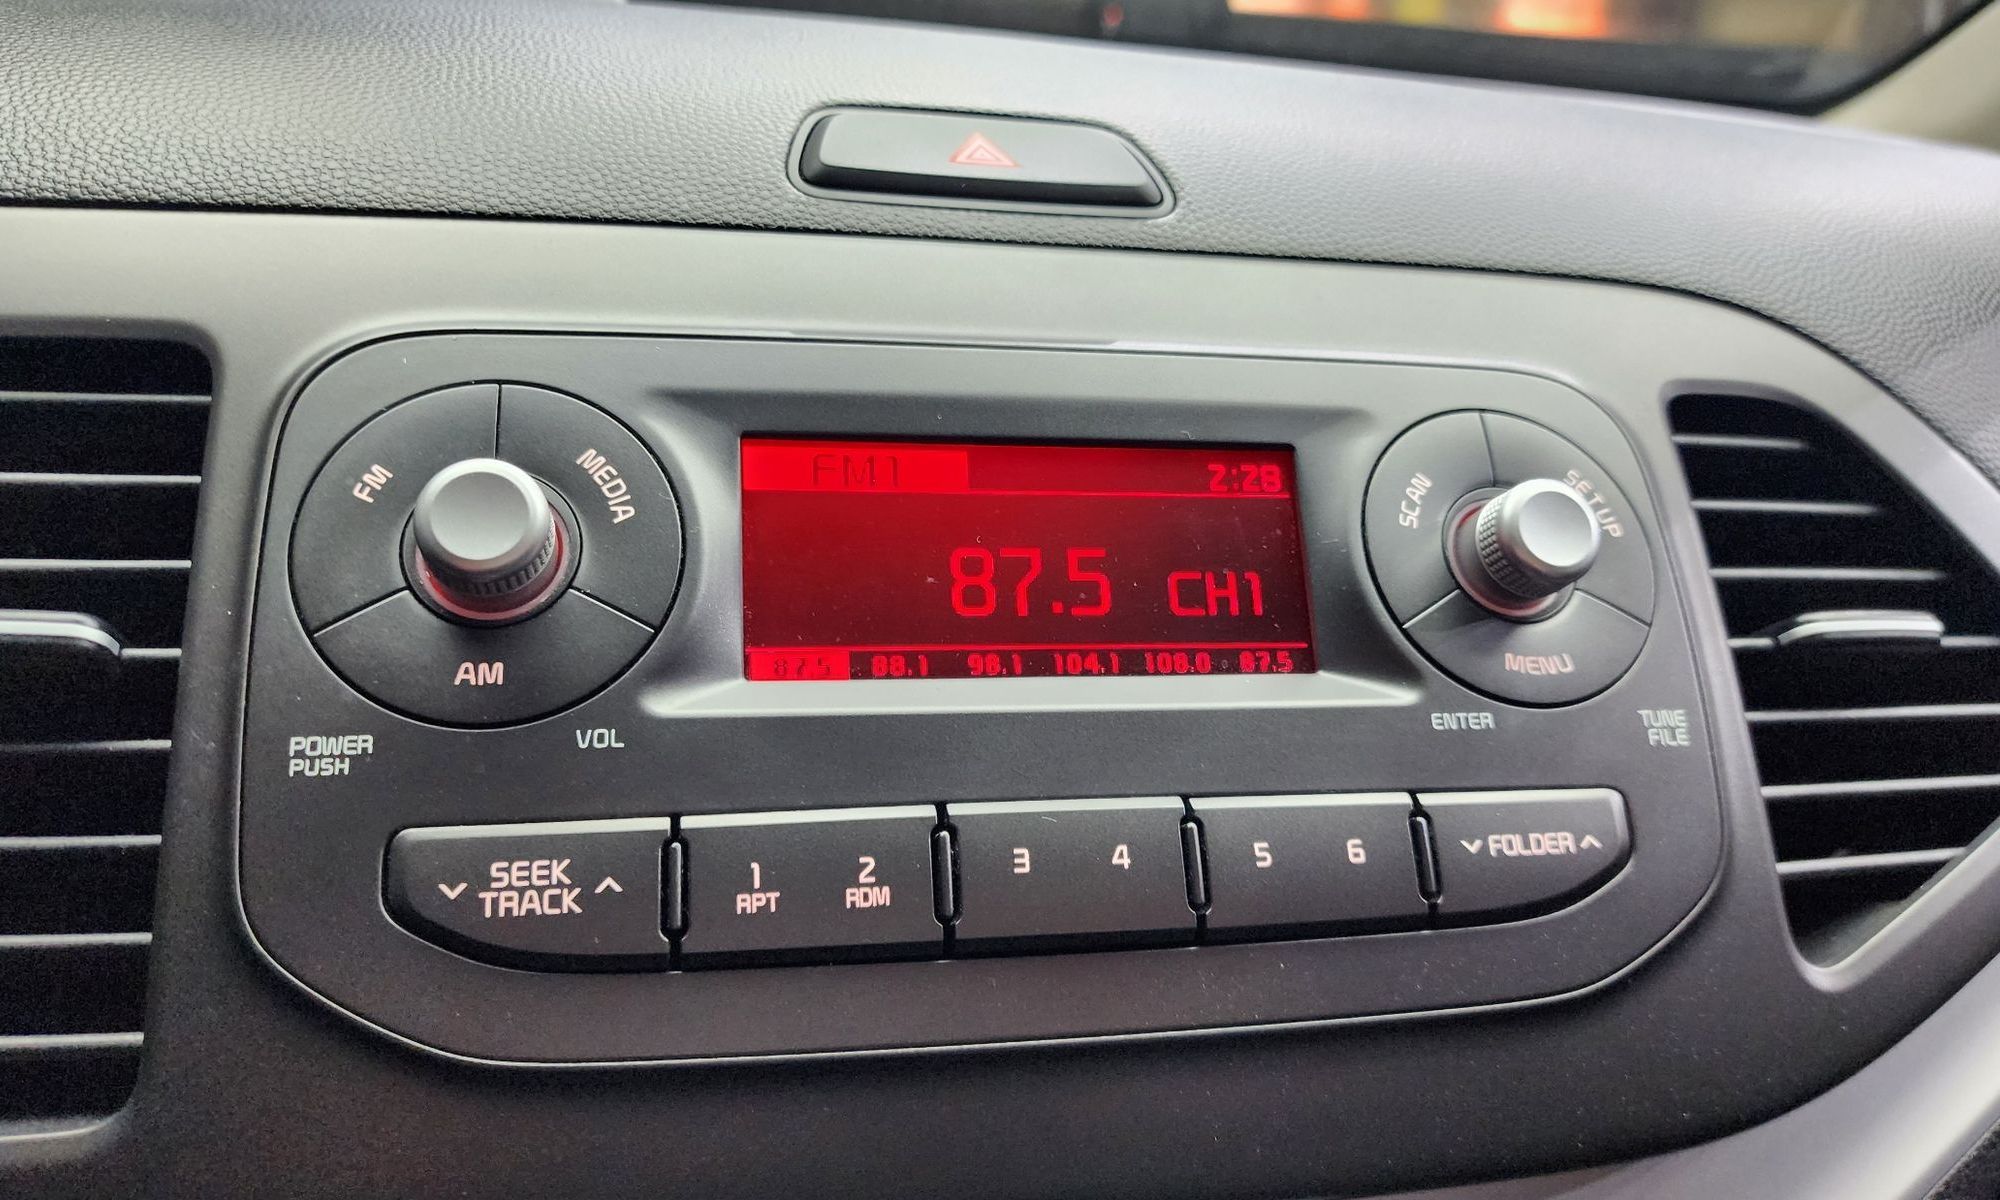 FM
MEDIA
AM
POWER
PUSH
VOL
FM1
2:28
87.5 CH1
87.5 88.1 98.1 104.1 108.0 87.5
SCAN
SETUP
MENU
ENTER
TUNE
FILE
SEEK
TRACK
1
RPT
2
RDM
3
4
5
6
FOLDER